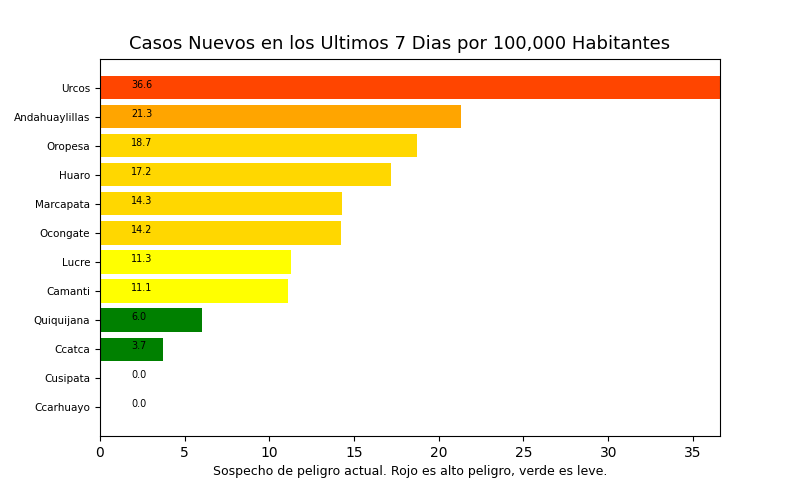 Casos Nuevos en los Ultimos 7 Dias por 100,000 Habitantes
Urcos 36.6
Andahuaylillas 21.3
Oropesa 18.7
Huaro 17.2
Marcapata 14.3
Ocongate 14.2
Lucre 11.3
Camanti 11.1
Quiquijana 6.0
Ccatca 3.7
Cusipata 0.0
Ccarhuayo 0.0
0 5 10 15 20 25 30 35
Sospecho de peligro actual. Rojo es alto peligro, verde es leve.